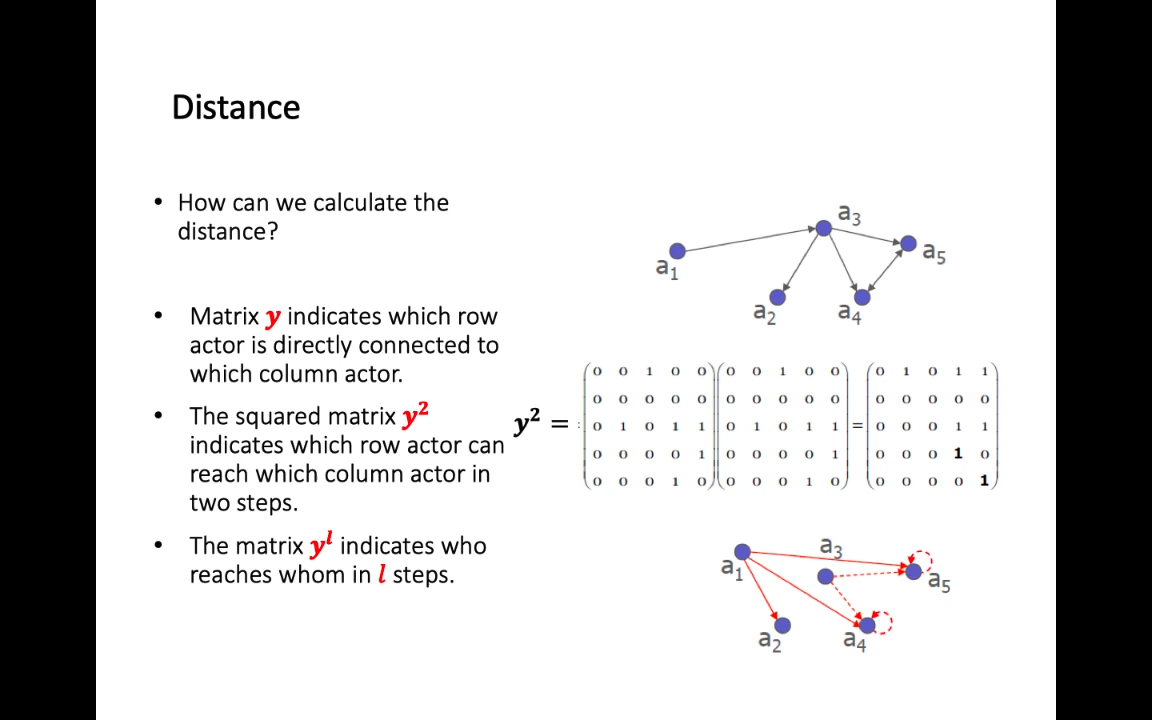 Distance
• How can we calculate the
distance?
• Matrix y indicates which row
actor is directly connected to
which column actor.
• The squared matrix y²
indicates which row actor can
reach which column actor in
two steps.
• The matrix yˡ indicates who
reaches whom in l steps.
a₃
a₁
a₅
a₂
a₄
0 0 1 0 0 0 0 1 0 0 0 1 0 1 1
0 0 0 0 0 0 0 0 0 0 0 0 0 0 0
y² = : 0 1 0 1 1 0 1 0 1 1 = 0 0 0 1 1
0 0 0 0 1 0 0 0 0 1 0 0 0 1 0
0 0 0 1 0 0 0 0 1 0 0 0 0 0 1
a₃
a₁
a₅
a₂
a₄